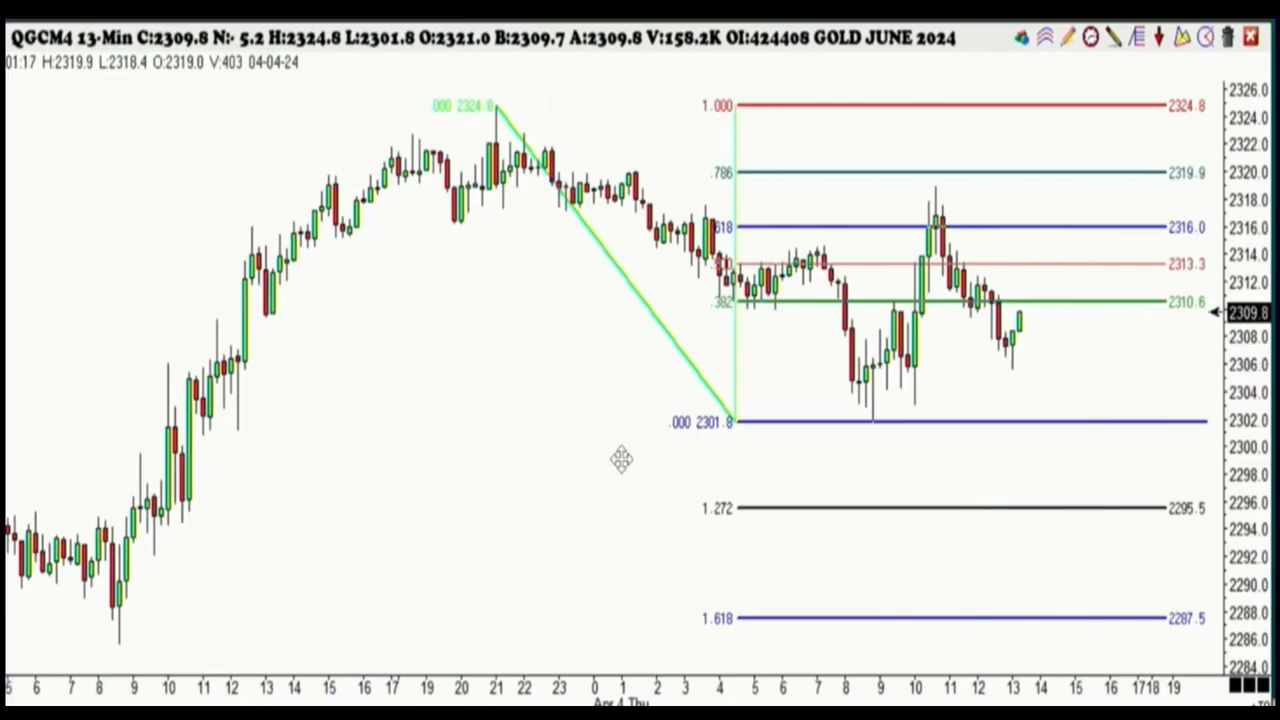 QGCM4 13-Min C:2309.8 N:- 5.2 H:2324.8 L:2301.8 O:2321.0 B:2309.7 A:2309.8 V:158.2K OI:424408 GOLD JUNE 2024
01:17 H:2319.9 L:2318.4 O:2319.0 V:403 04-04-24
2326.0
.000 2324.8 1.000 2324.8
2324.0
2322.0
.786 2319.9 2320.0
2318.0
.618 2316.0 2316.0
2314.0
2313.3
2312.0
.382 2310.6
2309.8
2308.0
2306.0
2304.0
.000 2301.8 2302.0
2300.0
2298.0
2296.0
1.272 2295.5
2294.0
2292.0
2290.0
2288.0
1.618 2287.5
2286.0
2284.0
5 6 7 8 9 10 11 12 13 14 15 16 17 19 20 21 22 23 0 1 2 3 4 5 6 7 8 9 10 11 12 13 14 15 16 17 18 19
Apr 4 Thu